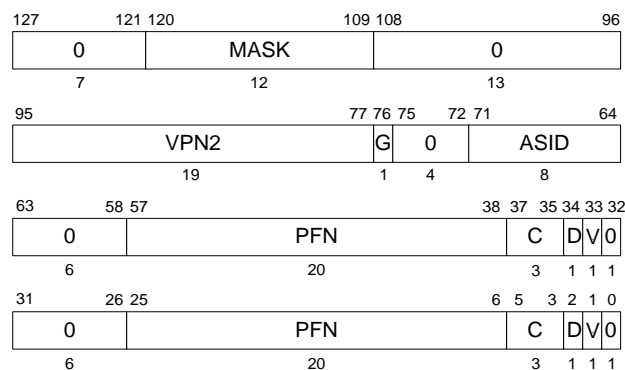 127 121 120 109 108 96
0 MASK 0
7 12 13
95 77 76 75 72 71 64
VPN2 G 0 ASID
19 1 4 8
63 58 57 38 37 35 34 33 32
0 PFN C D V 0
6 20 3 1 1 1
31 26 25 6 5 3 2 1 0
0 PFN C D V 0
6 20 3 1 1 1